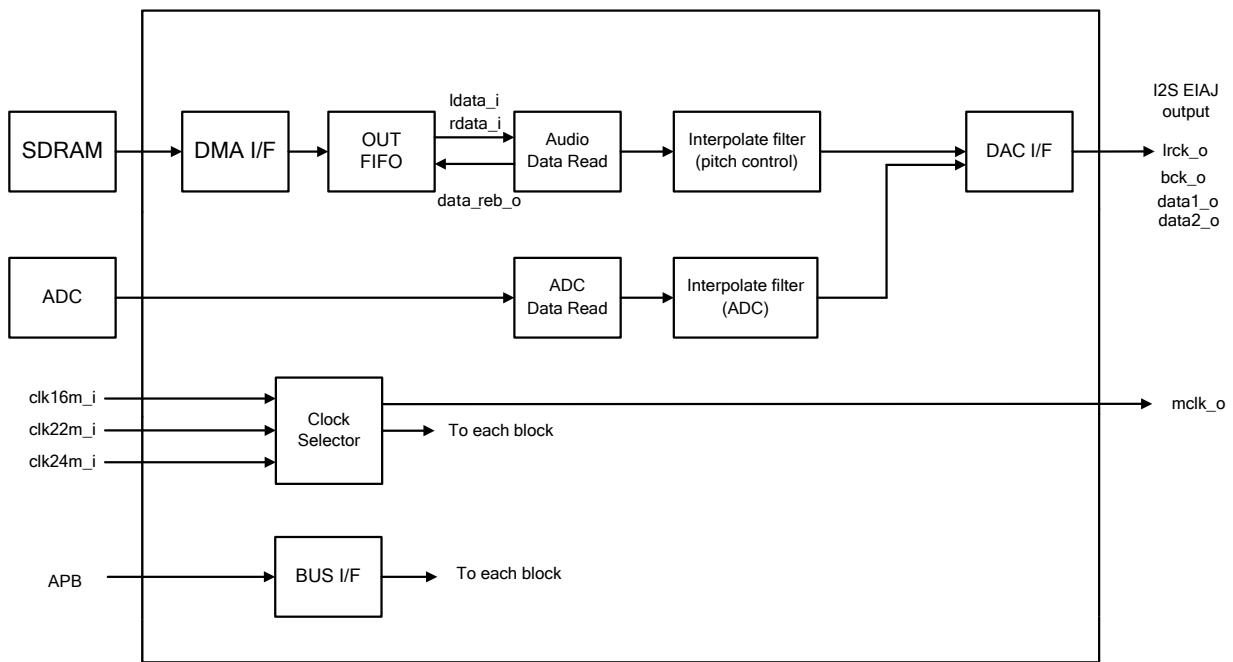 I2S EIAJ
output
ldata_i
rdata_i
SDRAM
DMA I/F
OUT
FIFO
Audio
Data Read
Interpolate filter
(pitch control)
DAC I/F
lrck_o
bck_o
data1_o
data2_o
data_reb_o
ADC
ADC
Data Read
Interpolate filter
(ADC)
clk16m_i
clk22m_i
clk24m_i
Clock
Selector
To each block
mclk_o
APB
BUS I/F
To each block